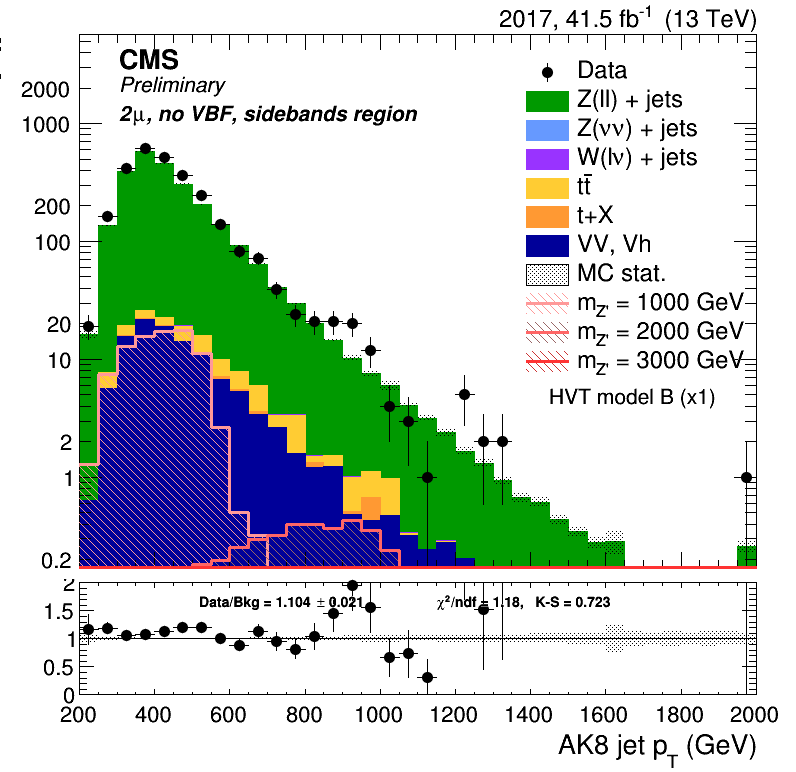 2017, 41.5 fb⁻¹ (13 TeV)
CMS
Preliminary
2μ, no VBF, sidebands region
Data
Z(ll) + jets
Z(νν) + jets
W(lν) + jets
tt̄
t+X
VV, Vh
MC stat.
m_Z' = 1000 GeV
m_Z' = 2000 GeV
m_Z' = 3000 GeV
HVT model B (x1)
2000
1000
200
100
20
10
2
1
0.2
Data/Bkg = 1.104 ± 0.021
χ²/ndf = 1.18, K-S = 0.723
2
1.5
1
0.5
0
200 400 600 800 1000 1200 1400 1600 1800 2000
AK8 jet p_T (GeV)